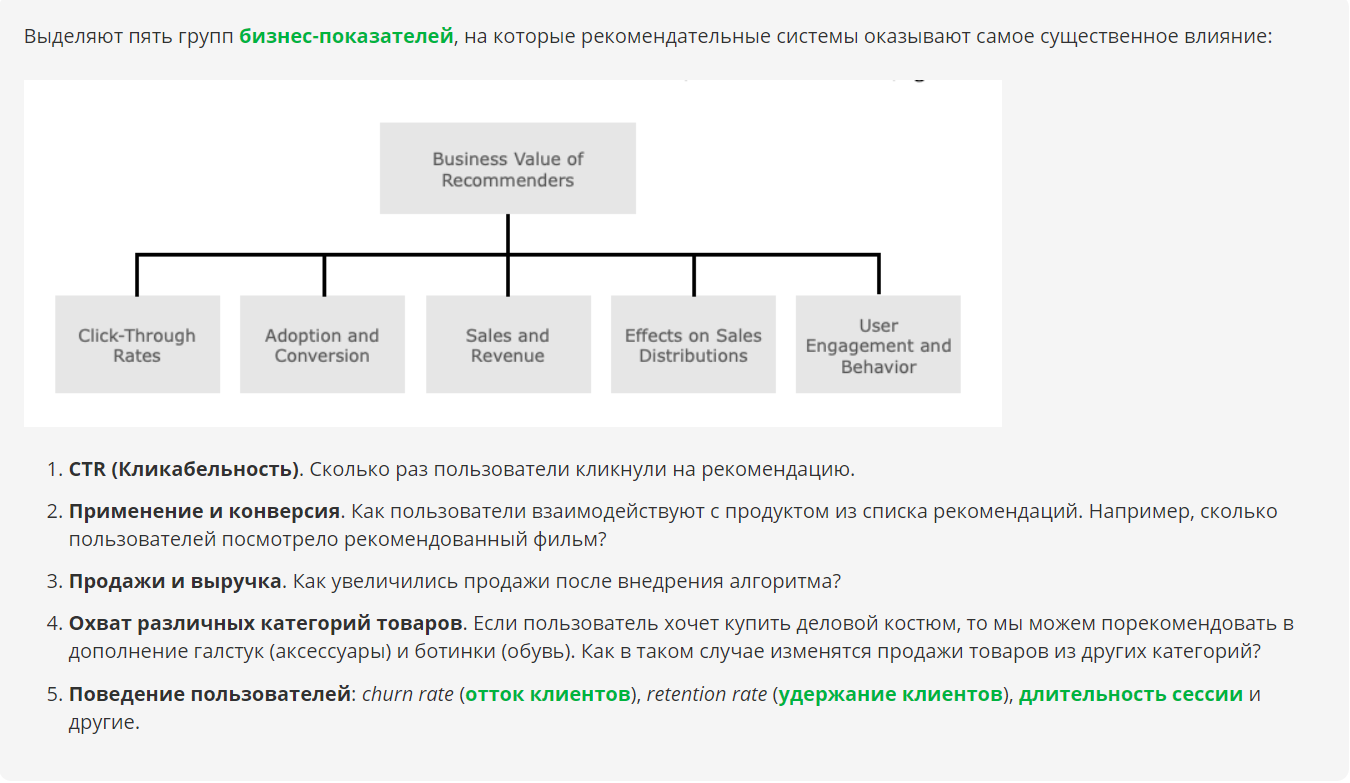 Выделяют пять групп бизнес-показателей, на которые рекомендательные системы оказывают самое существенное влияние:
Business Value of
Recommenders
Click-Through
Rates
Adoption and
Conversion
Sales and
Revenue
Effects on Sales
Distributions
User
Engagement and
Behavior
1. CTR (Кликабельность). Сколько раз пользователи кликнули на рекомендацию.
2. Применение и конверсия. Как пользователи взаимодействуют с продуктом из списка рекомендаций. Например, сколько
пользователей посмотрело рекомендованный фильм?
3. Продажи и выручка. Как увеличились продажи после внедрения алгоритма?
4. Охват различных категорий товаров. Если пользователь хочет купить деловой костюм, то мы можем порекомендовать в
дополнение галстук (аксессуары) и ботинки (обувь). Как в таком случае изменятся продажи товаров из других категорий?
5. Поведение пользователей: churn rate (отток клиентов), retention rate (удержание клиентов), длительность сессии и
другие.